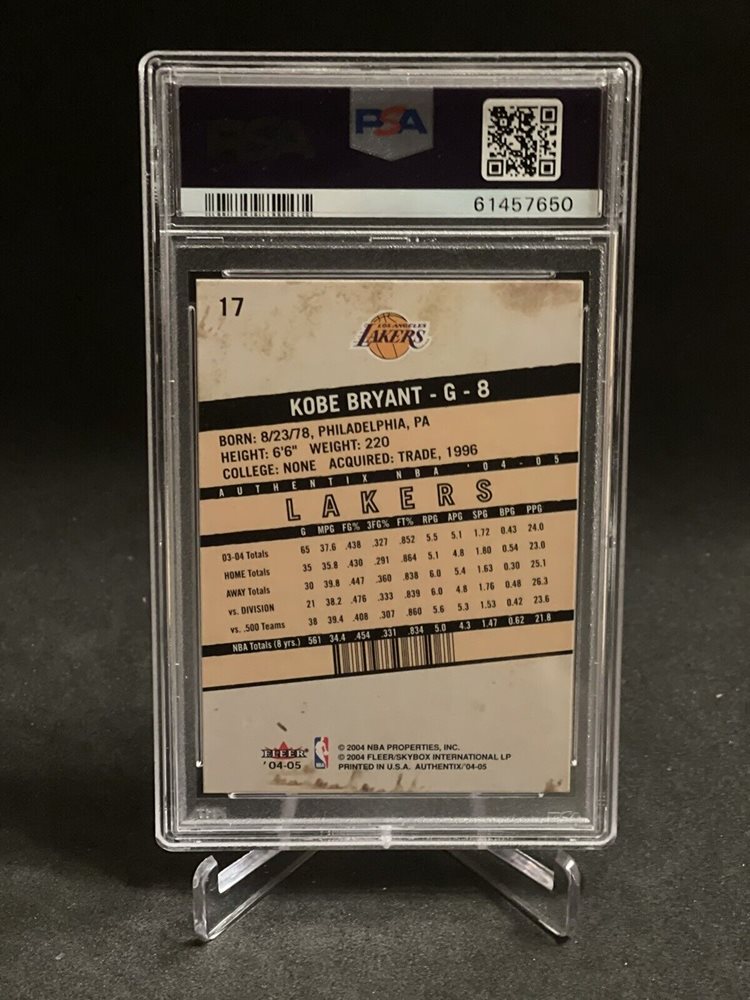 PSA
61457650
17
LOS ANGELES
LAKERS
KOBE BRYANT - G - 8
BORN: 8/23/78, PHILADELPHIA, PA
HEIGHT: 6'6" WEIGHT: 220
COLLEGE: NONE ACQUIRED: TRADE, 1996
AUTHENTIX NBA '04-05
LAKERS
G MPG FG% 3FG% FT% RPG APG SPG BPG PPG
03-04 Totals 65 37.6 .438 .327 .852 5.5 5.1 1.72 0.43 24.0
HOME Totals 35 35.8 .430 .291 .864 5.1 4.8 1.80 0.54 23.0
AWAY Totals 30 39.8 .447 .360 .838 6.0 5.4 1.63 0.30 25.1
vs. DIVISION 21 38.2 .476 .333 .839 6.0 4.8 1.76 0.48 26.3
vs. .500 Teams 38 39.4 .408 .307 .860 5.6 5.3 1.53 0.42 23.6
NBA Totals (8 yrs.) 561 34.4 .454 .331 .834 5.0 4.3 1.47 0.62 21.8
FLEER
'04-05
NBA
© 2004 NBA PROPERTIES, INC.
© 2004 FLEER/SKYBOX INTERNATIONAL LP
PRINTED IN U.S.A. AUTHENTIX/'04-05